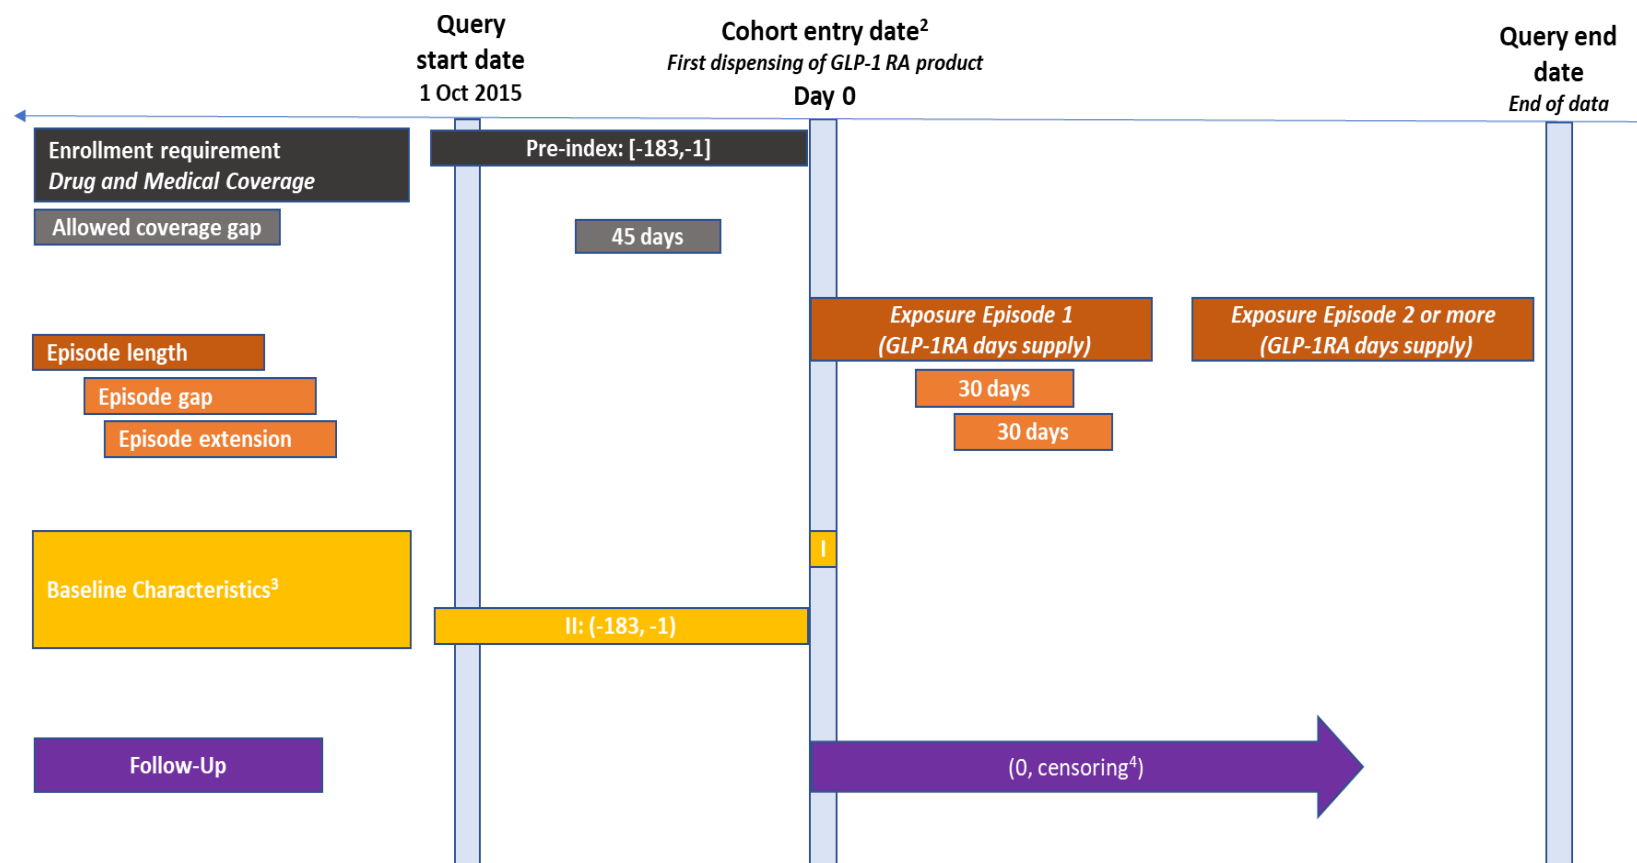 Query
start date
1 Oct 2015
Cohort entry date²
First dispensing of GLP-1 RA product
Day 0
Query end
date
End of data
Enrollment requirement
Drug and Medical Coverage
Pre-index: [-183,-1]
Allowed coverage gap
45 days
Exposure Episode 1
(GLP-1RA days supply)
Exposure Episode 2 or more
(GLP-1RA days supply)
Episode length
Episode gap
30 days
Episode extension
30 days
I
Baseline Characteristics³
II: (-183, -1)
Follow-Up
(0, censoring⁴)